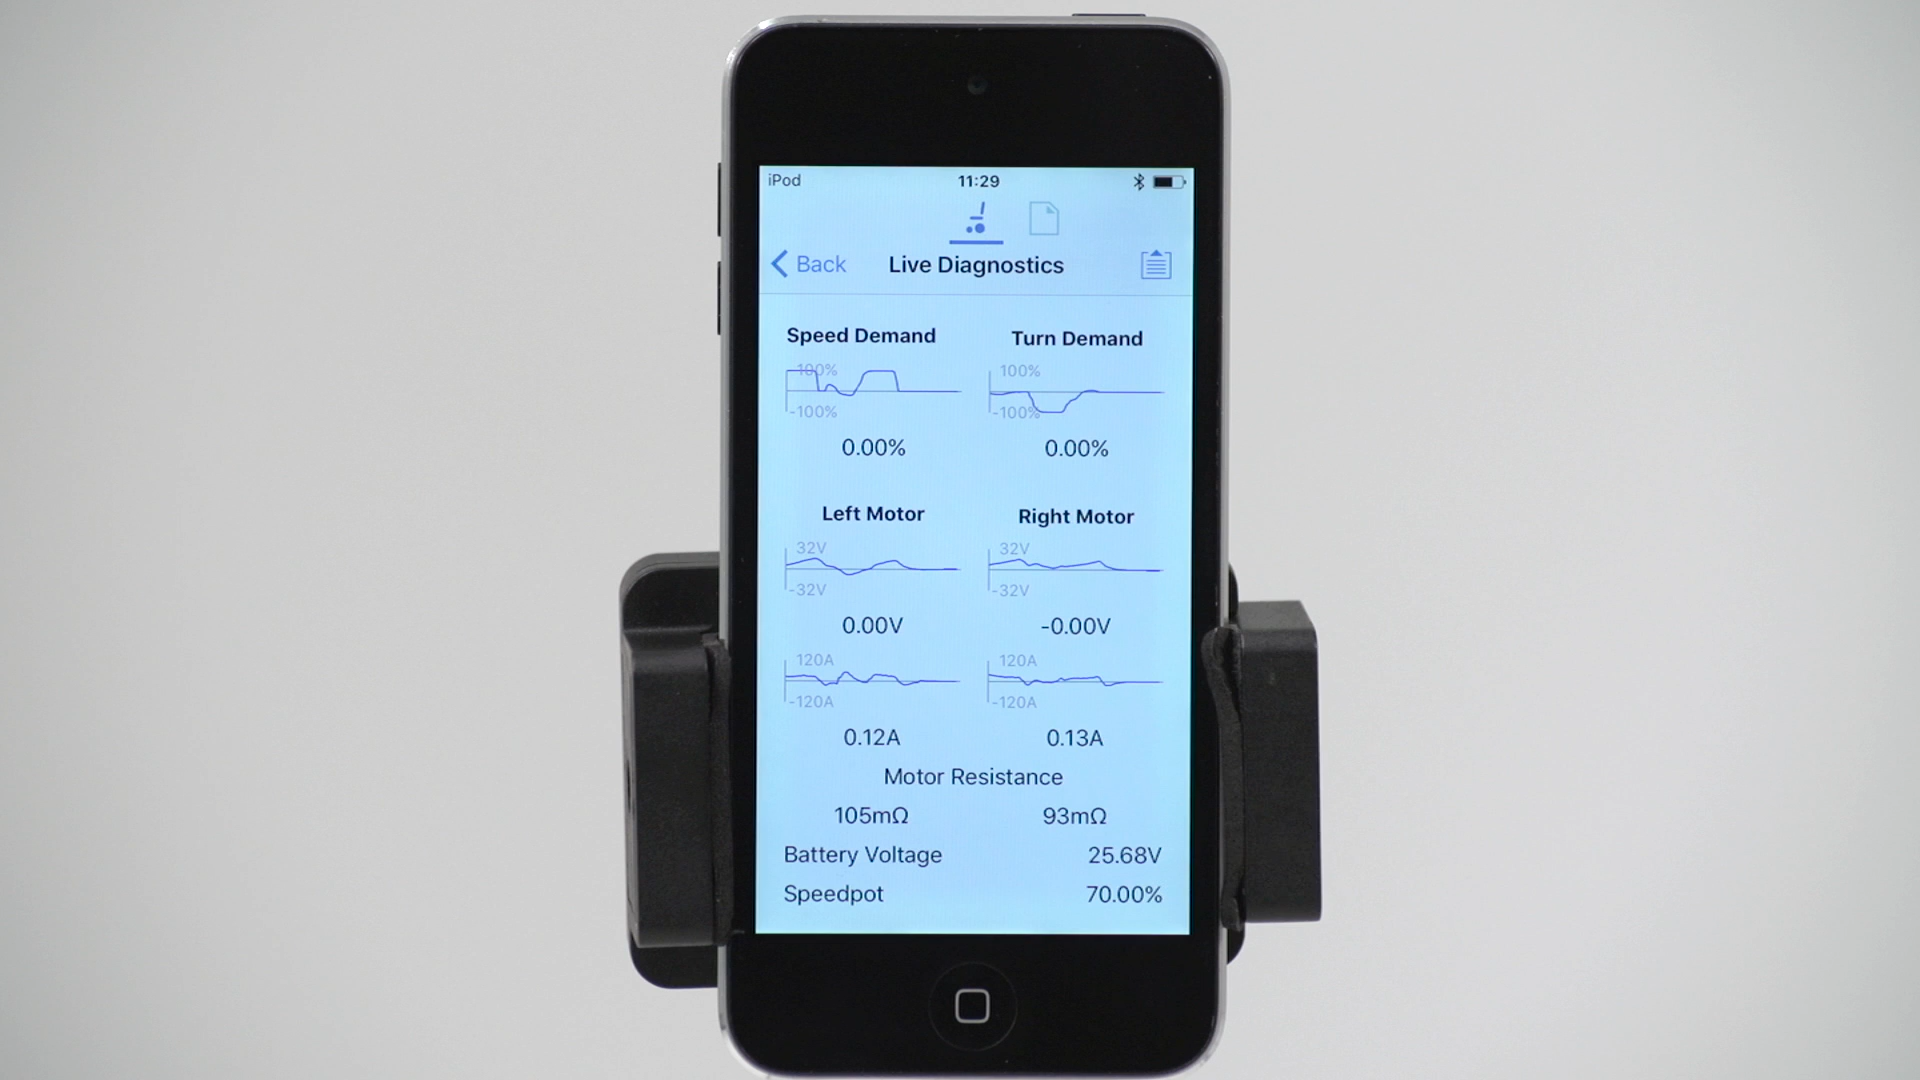 iPod 11:29
Back Live Diagnostics
Speed Demand Turn Demand
100% 100%
-100% -100%
0.00% 0.00%
Left Motor Right Motor
32V 32V
-32V -32V
0.00V -0.00V
120A 120A
-120A -120A
0.12A 0.13A
Motor Resistance
105mΩ 93mΩ
Battery Voltage 25.68V
Speedpot 70.00%